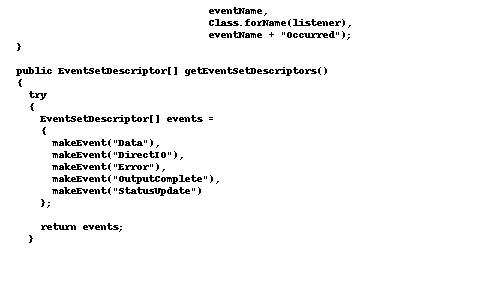 eventName,
Class.forName(listener),
eventName + "Occurred");
}
public EventSetDescriptor[] getEventSetDescriptors()
{
try
{
EventSetDescriptor[] events =
{
makeEvent("Data"),
makeEvent("DirectIO"),
makeEvent("Error"),
makeEvent("OutputComplete"),
makeEvent("StatusUpdate")
};
return events;
}